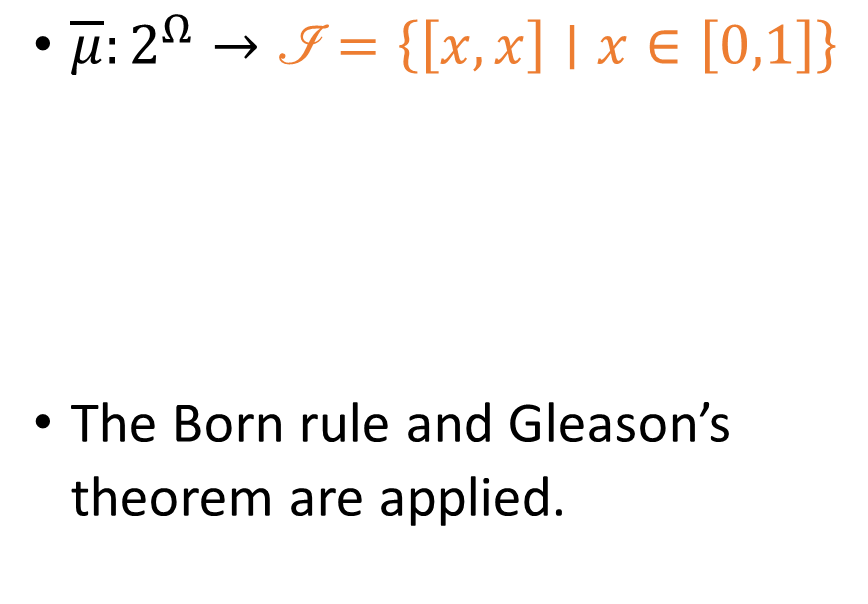 • μ̅: 2^Ω → ℐ = {[x, x] | x ∈ [0,1]}
• The Born rule and Gleason’s
theorem are applied.